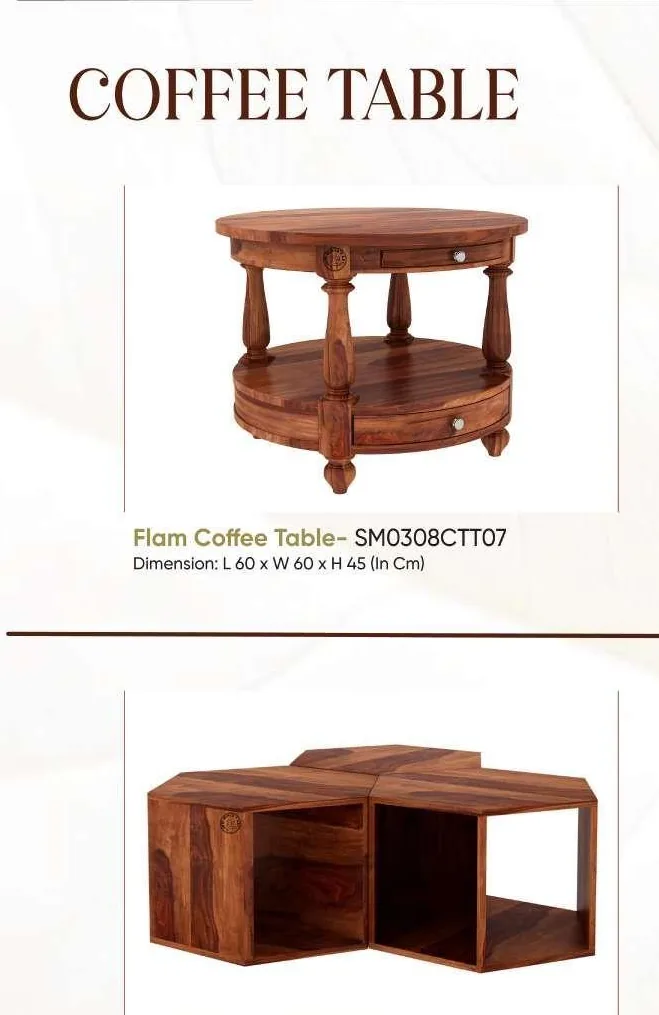 COFFEE TABLE
Flam Coffee Table- SM0308CTT07
Dimension: L 60 x W 60 x H 45 (In Cm)